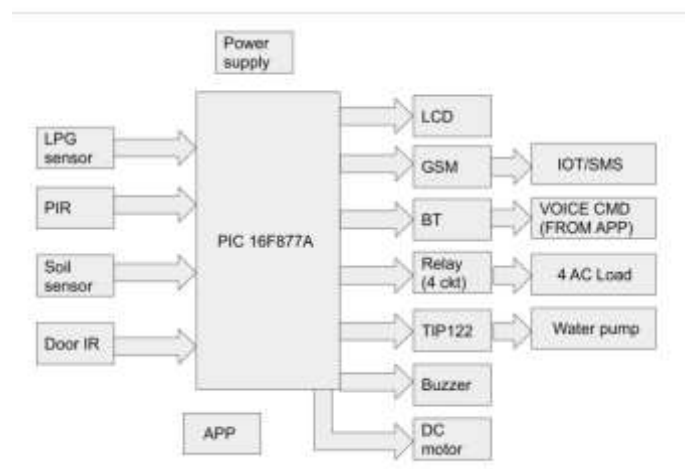 Power
supply
LPG
sensor
PIR
Soil
sensor
Door IR
PIC 16F877A
LCD
GSM
IOT/SMS
BT
VOICE CMD
(FROM APP)
Relay
(4 ckt)
4 AC Load
TIP122
Water pump
Buzzer
DC
motor
APP